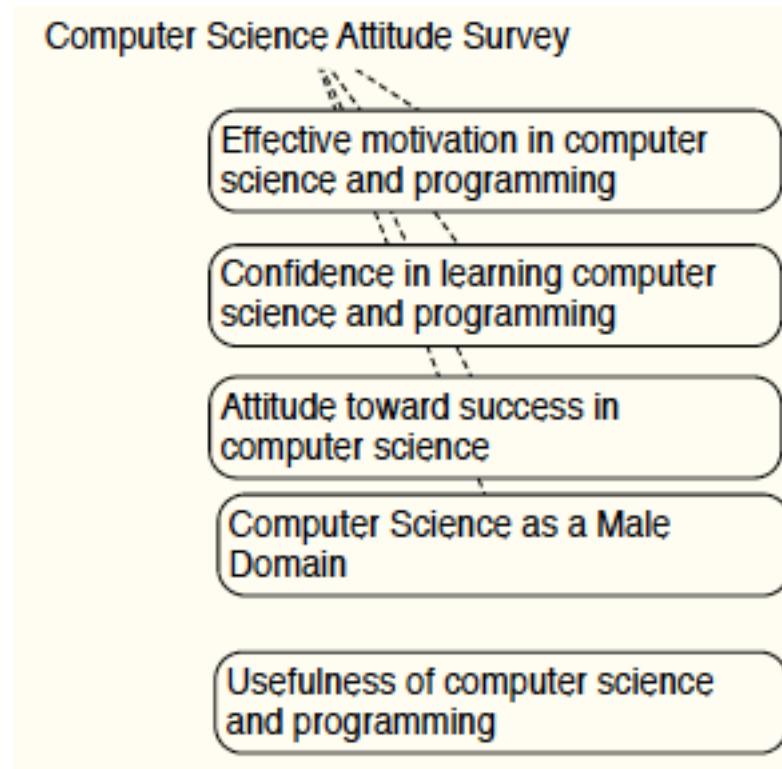 Computer Science Attitude Survey
Effective motivation in computer
science and programming
Confidence in learning computer
science and programming
Attitude toward success in
computer science
Computer Science as a Male
Domain
Usefulness of computer science
and programming